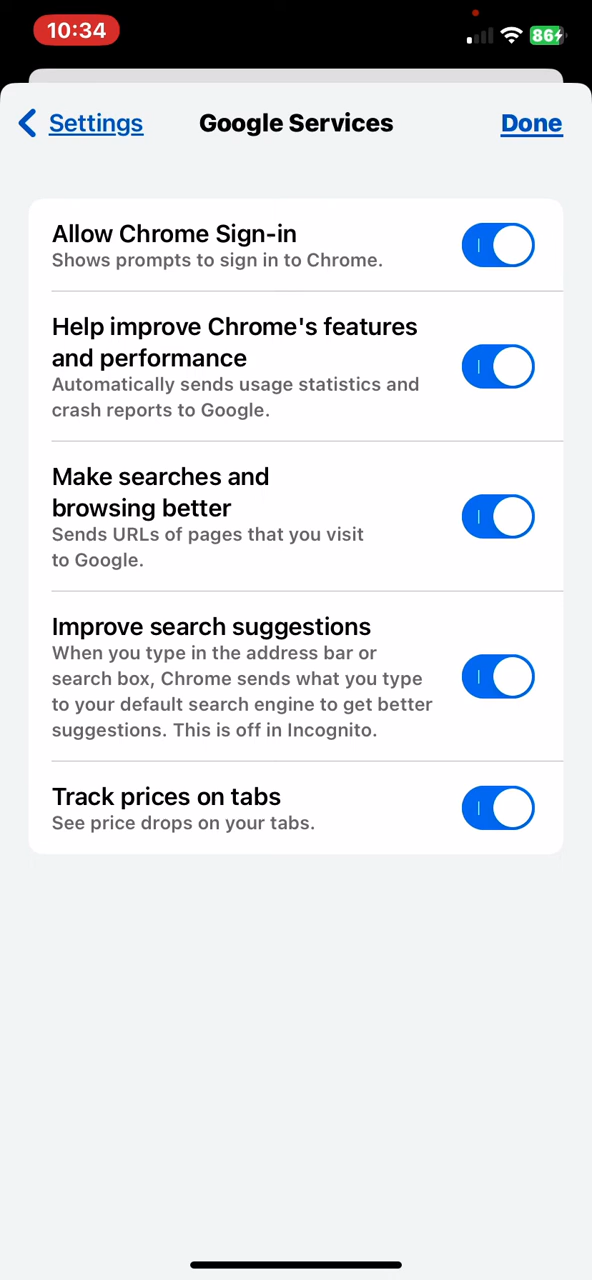 10:34
86
Settings
Google Services
Done
Allow Chrome Sign-in
Shows prompts to sign in to Chrome.
Help improve Chrome's features
and performance
Automatically sends usage statistics and
crash reports to Google.
Make searches and
browsing better
Sends URLs of pages that you visit
to Google.
Improve search suggestions
When you type in the address bar or
search box, Chrome sends what you type
to your default search engine to get better
suggestions. This is off in Incognito.
Track prices on tabs
See price drops on your tabs.